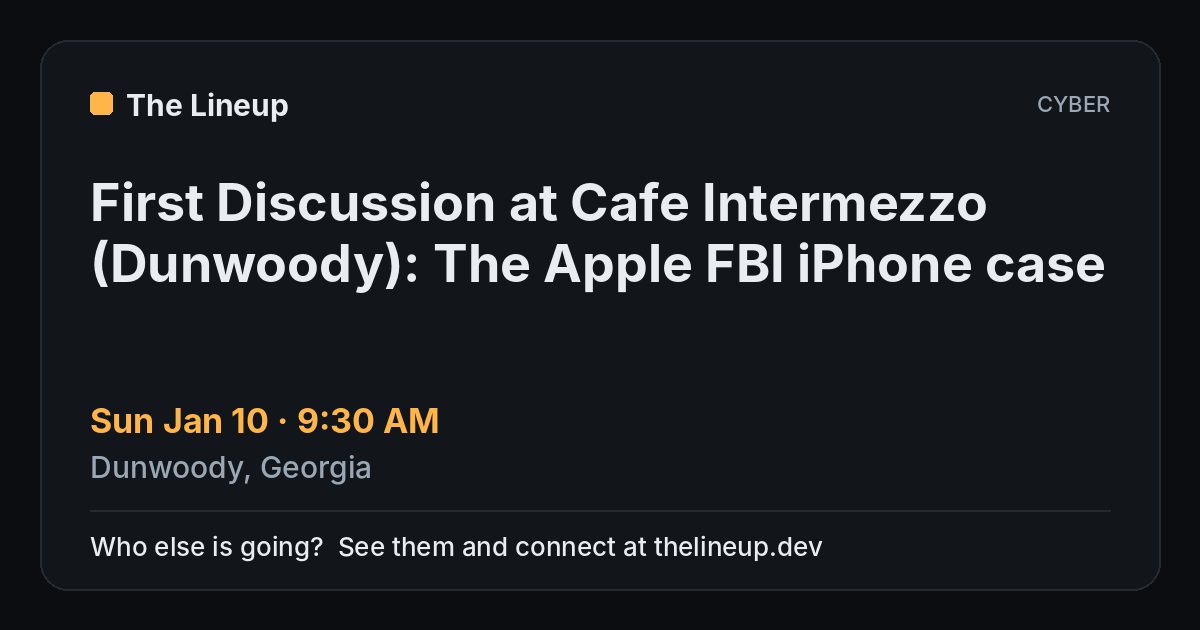 The Lineup
CYBER
First Discussion at Cafe Intermezzo
(Dunwoody): The Apple FBI iPhone case
Sun Jan 10 · 9:30 AM
Dunwoody, Georgia
Who else is going?  See them and connect at thelineup.dev